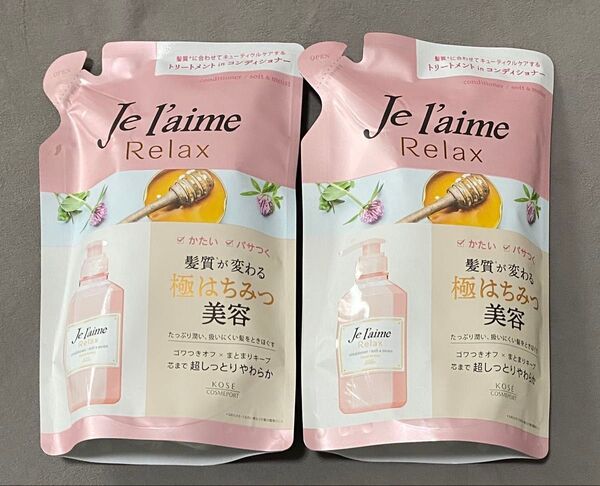 OPEN
髪質*に合わせてキューティクルケアする
トリートメント in コンディショナー
conditioner / soft & moist
Je l'aime
Relax
かたい パサつく
髪質*が変わる
極はちみつ
美容
たっぷり潤い、扱いにくい髪をときほぐす
ゴワつきオフ × まとまりキープ
芯まで 超しっとりやわらか
KOSÉ
COSMEPORT
Je l'aime
Relax
conditioner / soft & moist
OPEN
髪質*に合わせてキューティクルケアする
トリートメント in コンディショナー
conditioner / soft & moist
Je l'aime
Relax
かたい パサつく
髪質*が変わる
極はちみつ
美容
たっぷり潤い、扱いにくい髪をときほぐす
ゴワつきオフ × まとまりキープ
芯まで 超しっとりやわらか
KOSÉ
COSMEPORT
Je l'aime
Relax
conditioner / soft & moist